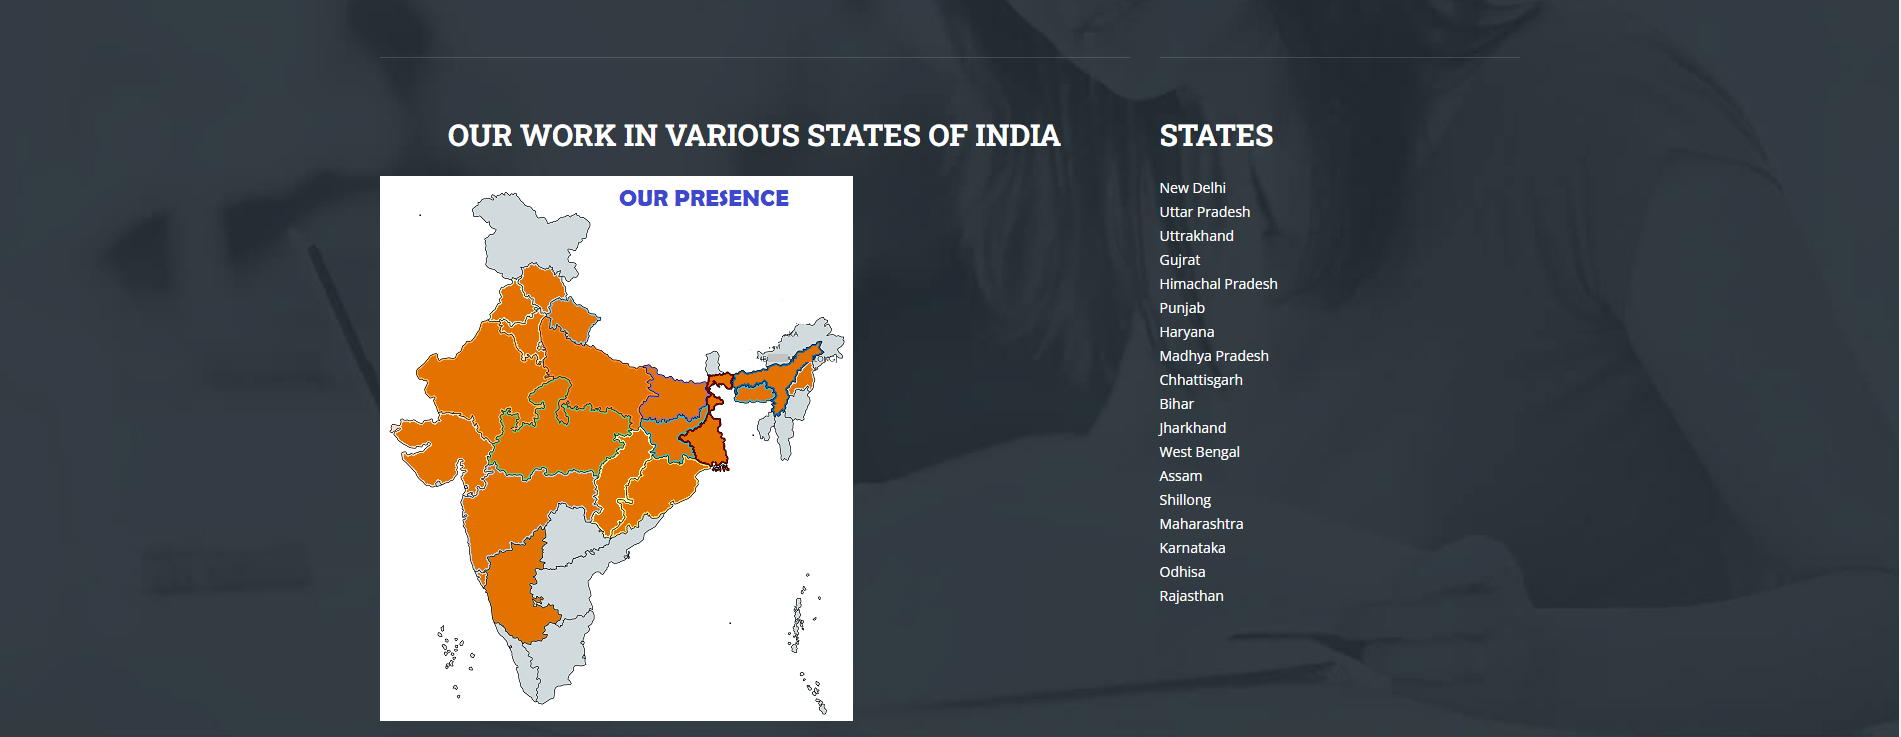 OUR WORK IN VARIOUS STATES OF INDIA
OUR PRESENCE
STATES
New Delhi
Uttar Pradesh
Uttrakhand
Gujrat
Himachal Pradesh
Punjab
Haryana
Madhya Pradesh
Chhattisgarh
Bihar
Jharkhand
West Bengal
Assam
Shillong
Maharashtra
Karnataka
Odhisa
Rajasthan